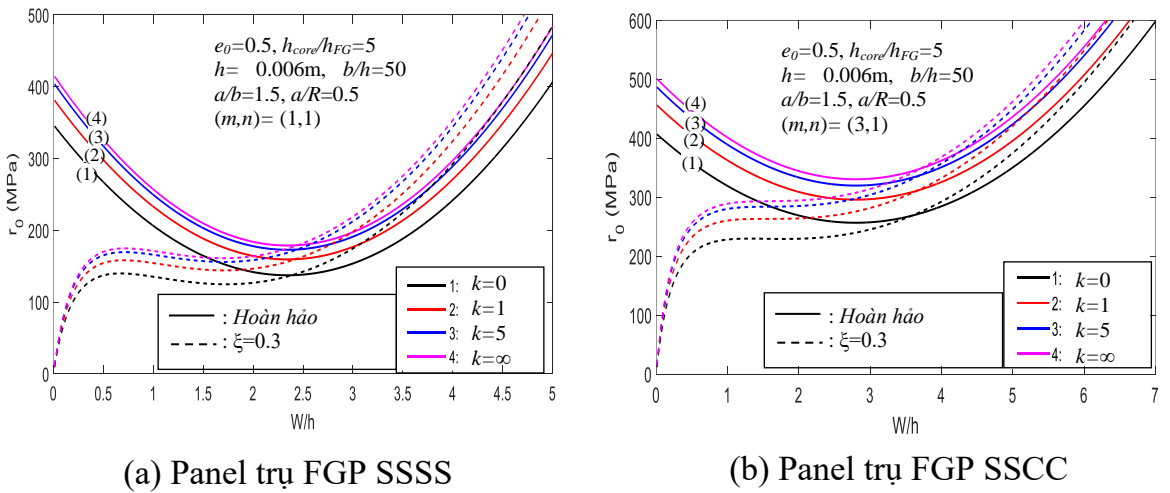 500
400
300
200
100
0
r₀ (MPa)
e₀=0.5, h_core/h_FG=5
h= 0.006m, b/h=50
a/b=1.5, a/R=0.5
(m,n)= (1,1)
(4)
(3)
(2)
(1)
: Hoàn hảo
: ξ=0.3
1: k=0
2: k=1
3: k=5
4: k=∞
0 0.5 1 1.5 2 2.5 3 3.5 4 4.5 5
W/h
(a) Panel trụ FGP SSSS
600
500
400
300
200
100
0
r₀ (MPa)
e₀=0.5, h_core/h_FG=5
h= 0.006m, b/h=50
a/b=1.5, a/R=0.5
(m,n)= (3,1)
(4)
(3)
(2)
(1)
: Hoàn hảo
: ξ=0.3
1: k=0
2: k=1
3: k=5
4: k=∞
0 1 2 3 4 5 6 7
W/h
(b) Panel trụ FGP SSCC